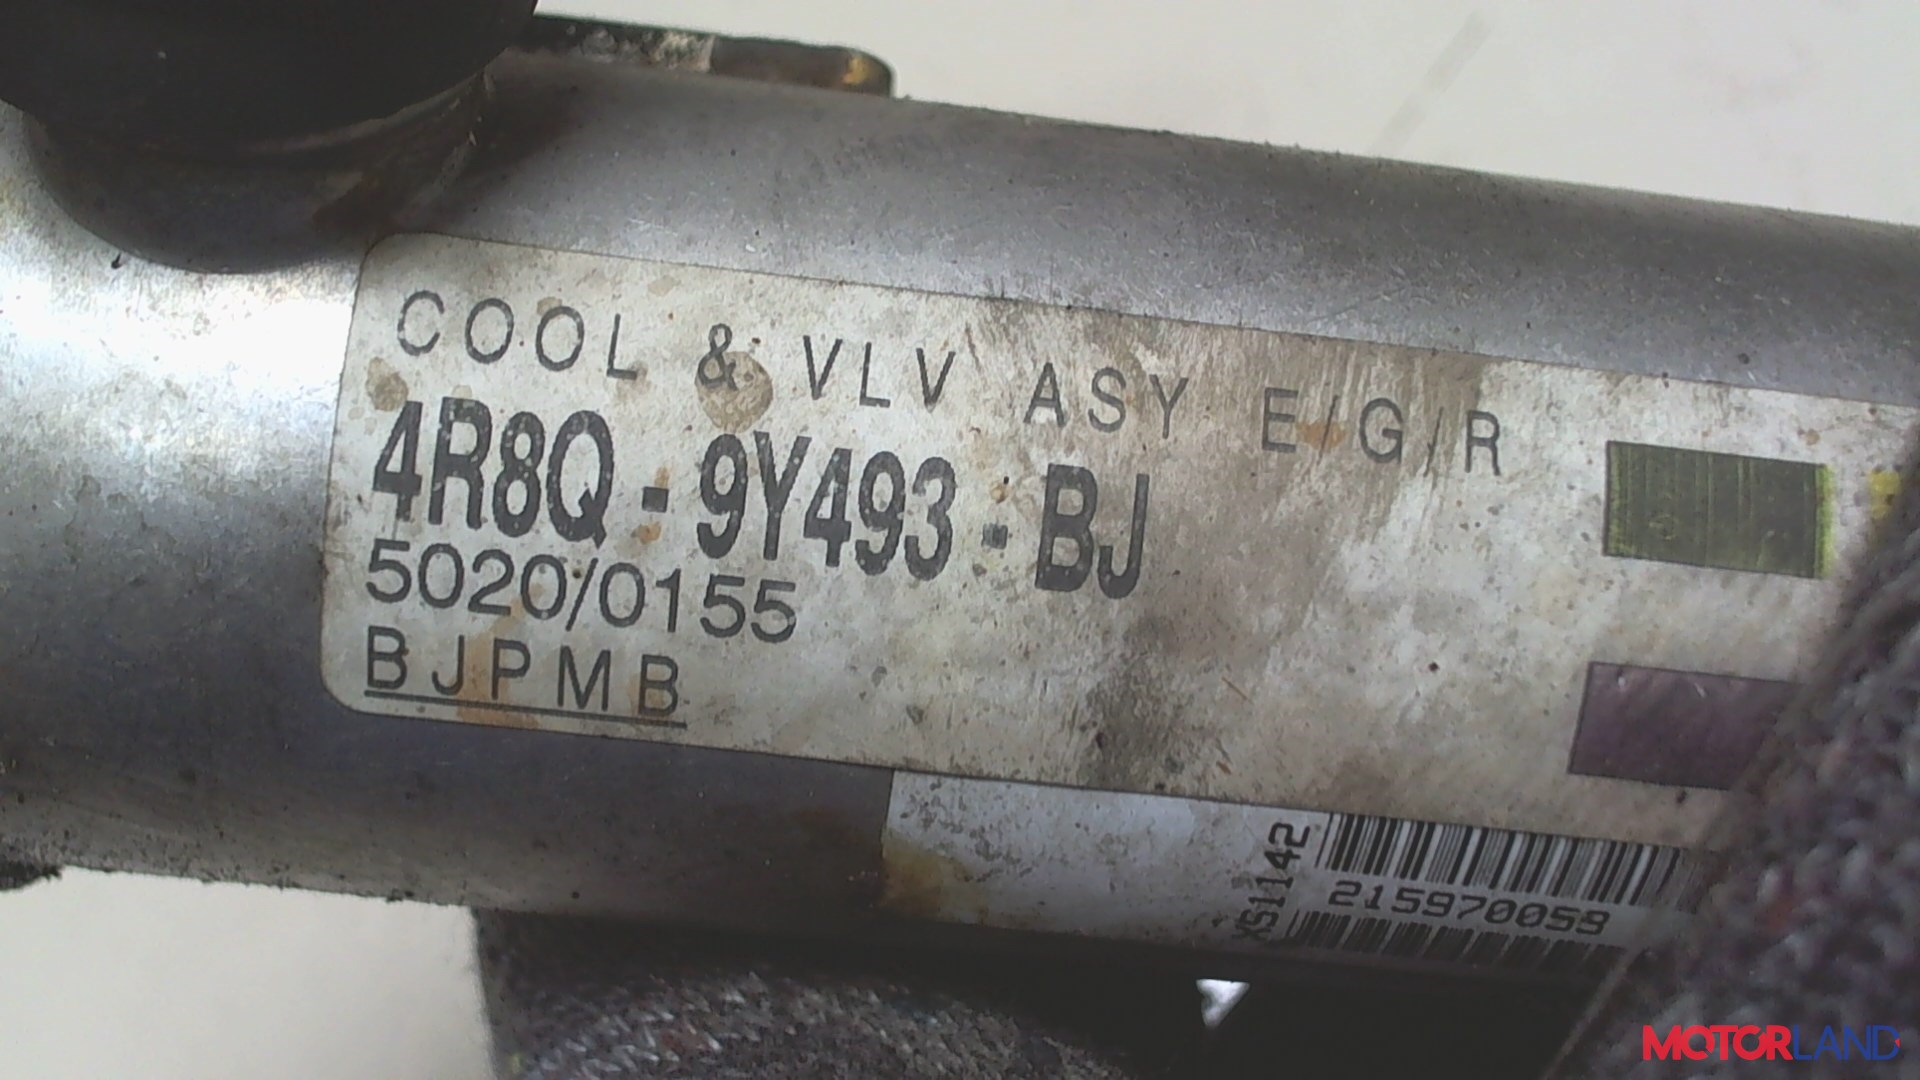 COOL & VLV ASY E/G/R
4R8Q-9Y493-BJ
5020/0155
BJPMB
XS1142
215970059
MOTORLAND